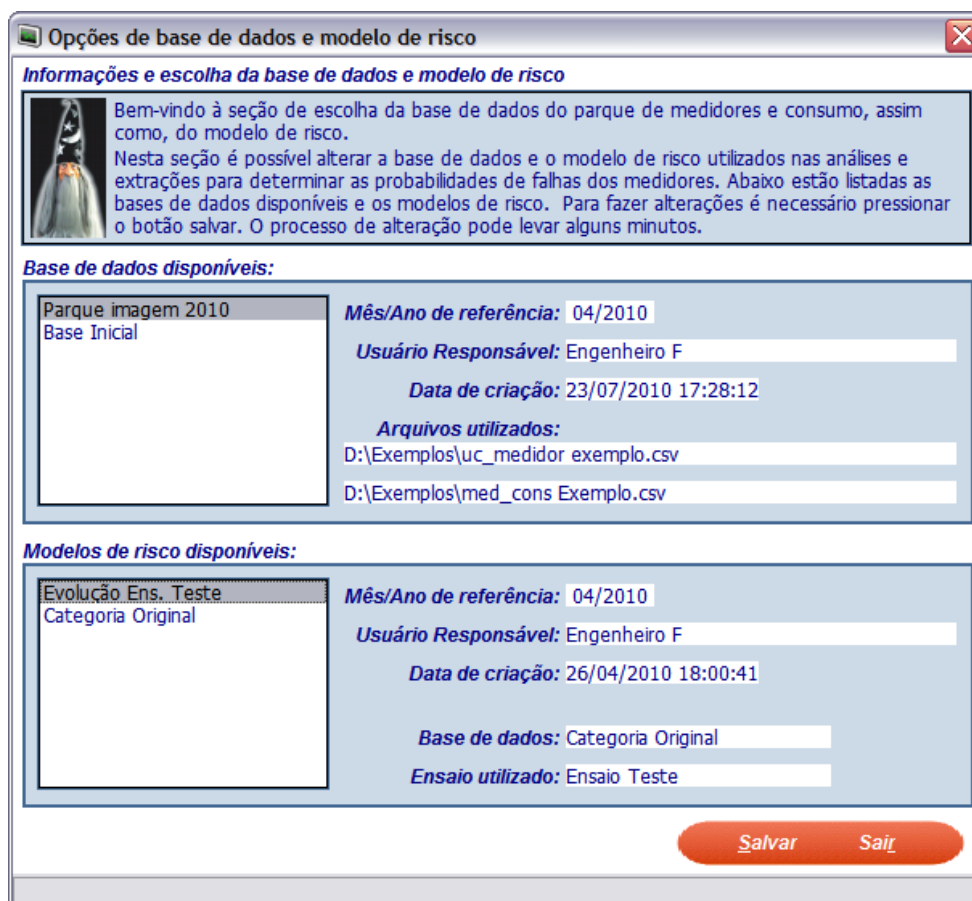 Opções de base de dados e modelo de risco
Informações e escolha da base de dados e modelo de risco
Bem-vindo à seção de escolha da base de dados do parque de medidores e consumo, assim
como, do modelo de risco.
Nesta seção é possível alterar a base de dados e o modelo de risco utilizados nas análises e
extrações para determinar as probabilidades de falhas dos medidores. Abaixo estão listadas as
bases de dados disponíveis e os modelos de risco. Para fazer alterações é necessário pressionar
o botão salvar. O processo de alteração pode levar alguns minutos.
Base de dados disponíveis:
Parque imagem 2010
Base Inicial
Mês/Ano de referência: 04/2010
Usuário Responsável: Engenheiro F
Data de criação: 23/07/2010 17:28:12
Arquivos utilizados:
D:\Exemplos\uc_medidor exemplo.csv
D:\Exemplos\med_cons Exemplo.csv
Modelos de risco disponíveis:
Evolução Ens. Teste
Categoria Original
Mês/Ano de referência: 04/2010
Usuário Responsável: Engenheiro F
Data de criação: 26/04/2010 18:00:41
Base de dados: Categoria Original
Ensaio utilizado: Ensaio Teste
Salvar Sair